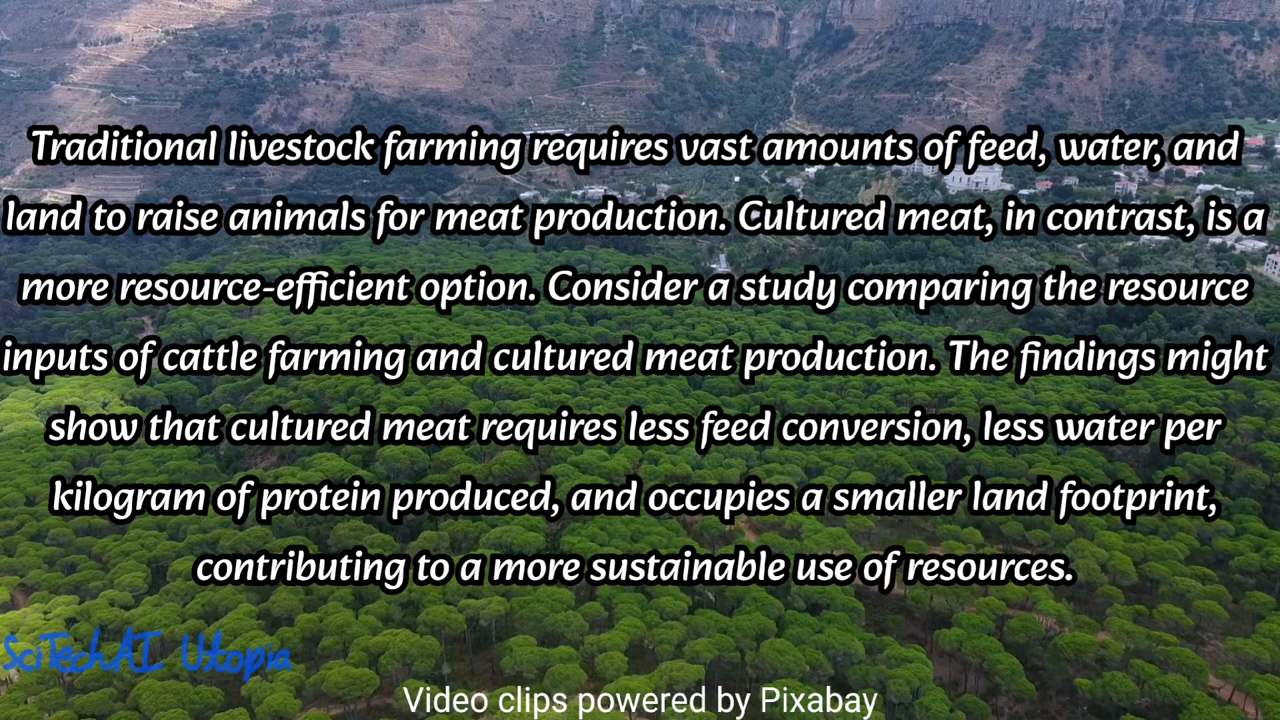 Traditional livestock farming requires vast amounts of feed, water, and
land to raise animals for meat production. Cultured meat, in contrast, is a
more resource-efficient option. Consider a study comparing the resource
inputs of cattle farming and cultured meat production. The findings might
show that cultured meat requires less feed conversion, less water per
kilogram of protein produced, and occupies a smaller land footprint,
contributing to a more sustainable use of resources.
SciTechAI Utopia
Video clips powered by Pixabay